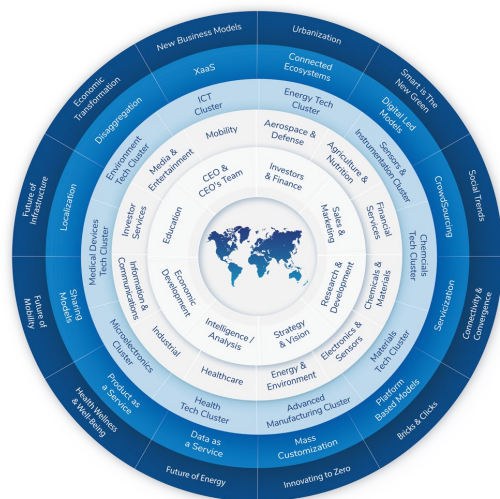 New Business Models
Urbanization
Smart is The
New Green
Social Trends
Connectivity &
Convergence
Bricks & Clicks
Innovating to Zero
Future of Energy
Health Wellness
& Well-Being
Future of
Mobility
Future of
Infrastructure
Economic
Transformation
XaaS
Connected
Ecosystems
Digital Led
Models
CrowdSourcing
Servicization
Platform
Based Models
Mass
Customization
Data as
a Service
Product as
a Service
Sharing
Models
Localization
Disaggregation
ICT
Cluster
Energy Tech
Cluster
Sensors &
Instrumentation Cluster
Chemcials
Tech Cluster
Materials
Tech Cluster
Advanced
Manufacturing Cluster
Health
Tech Cluster
Microelectronics
Cluster
Medical Devices
Tech Cluster
Environment
Tech Cluster
Mobility
Aerospace &
Defense
Agriculture &
Nutrition
Financial
Services
Chemicals &
Materials
Electronics &
Sensors
Energy &
Environment
Healthcare
Industrial
Information &
Communications
Investor
Services
Media &
Entertainment
CEO &
CEO's Team
Investors
& Finance
Sales &
Marketing
Research &
Development
Strategy
& Vision
Intelligence /
Analysis
Economic
Development
Education